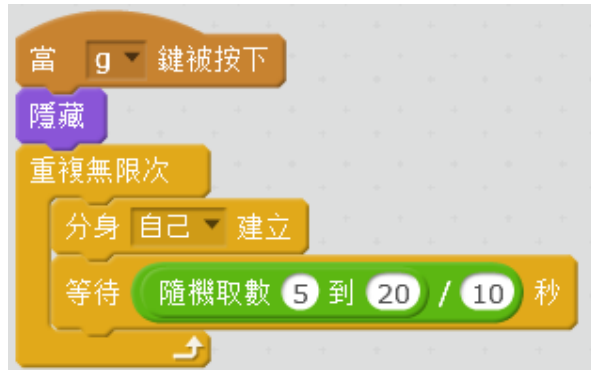 當 g 鍵被按下
隱藏
重複無限次
分身 自己 建立
等待 隨機取數 5 到 20 / 10 秒